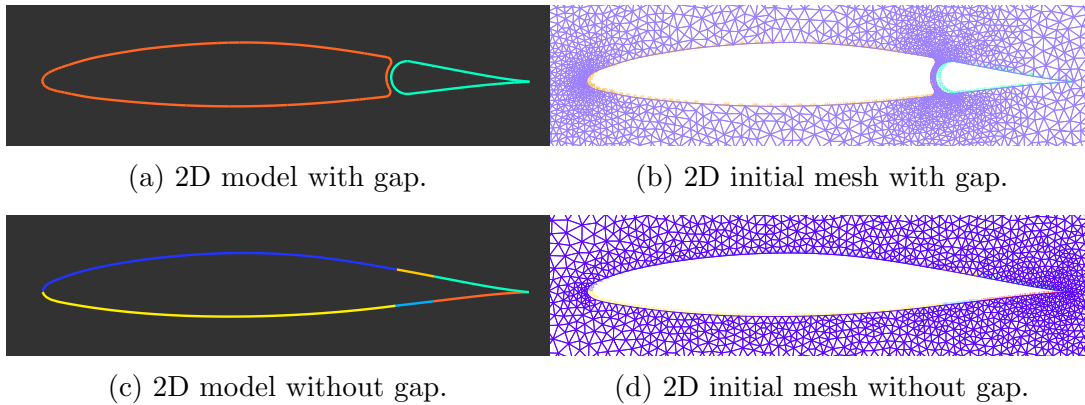 (a) 2D model with gap.
(b) 2D initial mesh with gap.
(c) 2D model without gap.
(d) 2D initial mesh without gap.